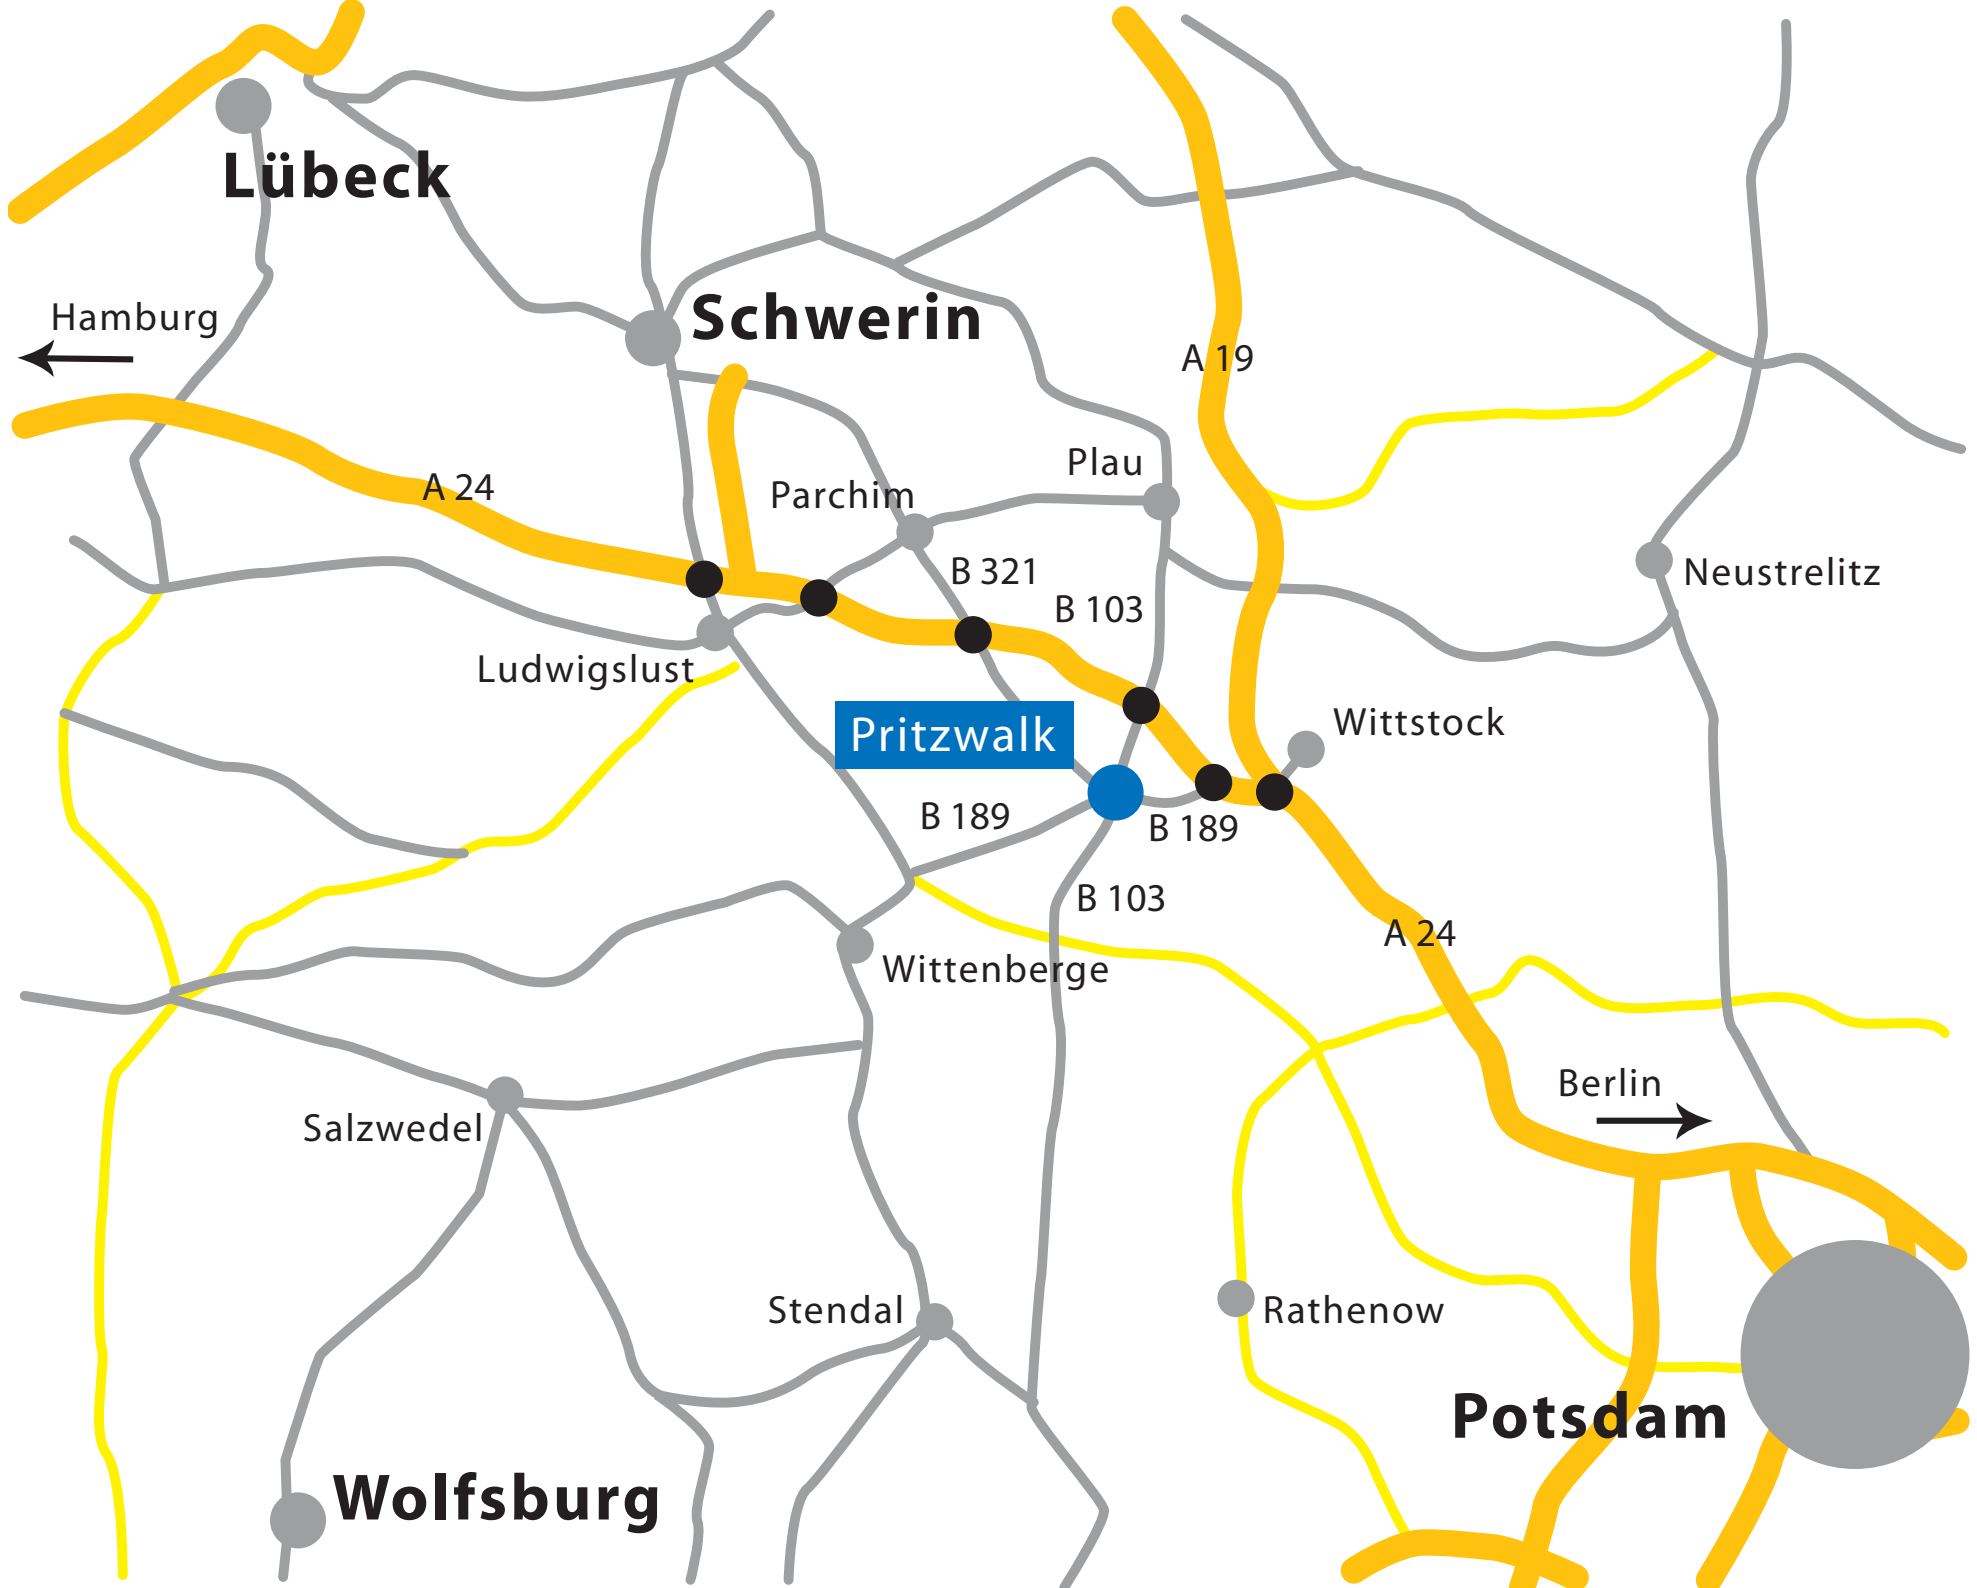 Lübeck
Hamburg
Schwerin
A 19
Plau
A 24
Parchim
B 321
Neustrelitz
B 103
Ludwigslust
Wittstock
Pritzwalk
B 189
B 189
B 103
A 24
Wittenberge
Berlin
Salzwedel
Stendal
Rathenow
Potsdam
Wolfsburg